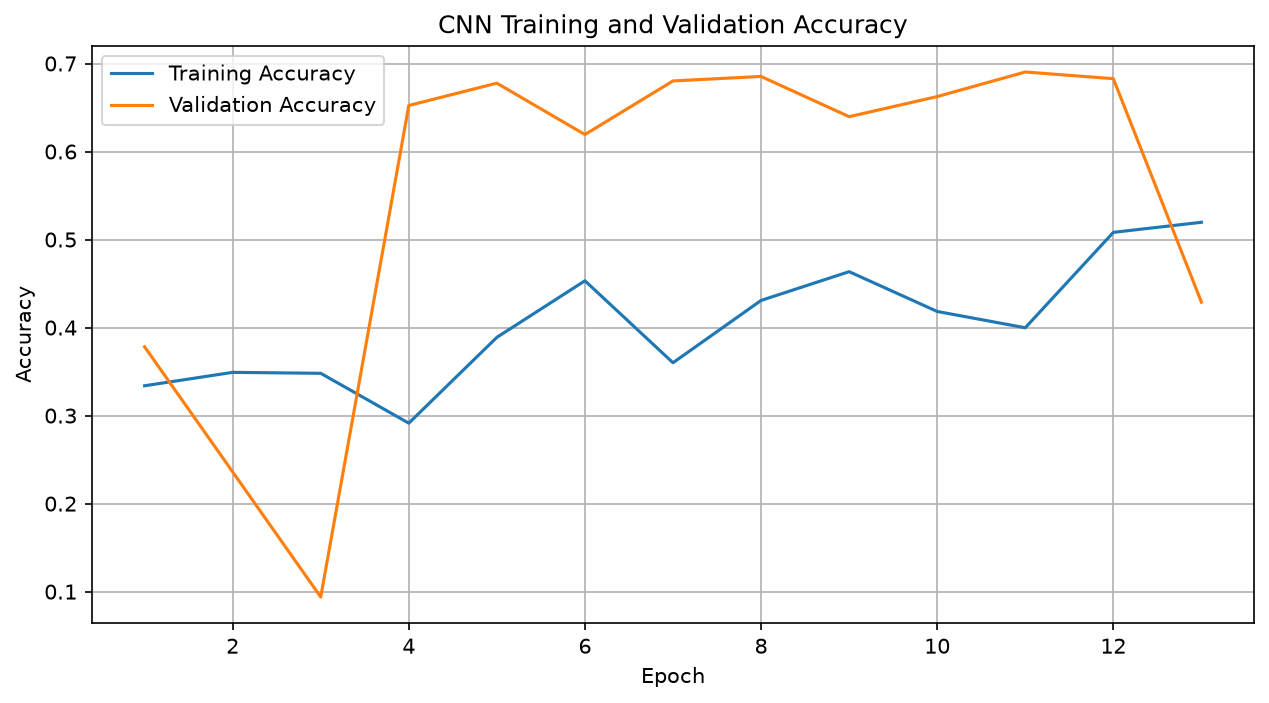 CNN Training and Validation Accuracy
Training Accuracy
Validation Accuracy
0.7
0.6
0.5
0.4
0.3
0.2
0.1
Accuracy
2 4 6 8 10 12
Epoch